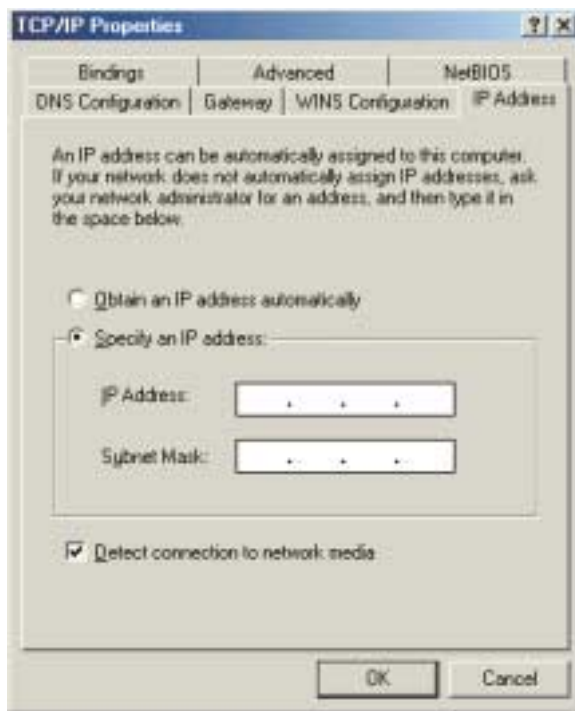 TCP/IP Properties
Bindings Advanced NetBIOS
DNS Configuration Gateway WINS Configuration IP Address
An IP address can be automatically assigned to this computer.
If your network does not automatically assign IP addresses, ask
your network administrator for an address, and then type it in
the space below.
Obtain an IP address automatically
Specify an IP address:
IP Address:
Subnet Mask:
Detect connection to network media
OK Cancel